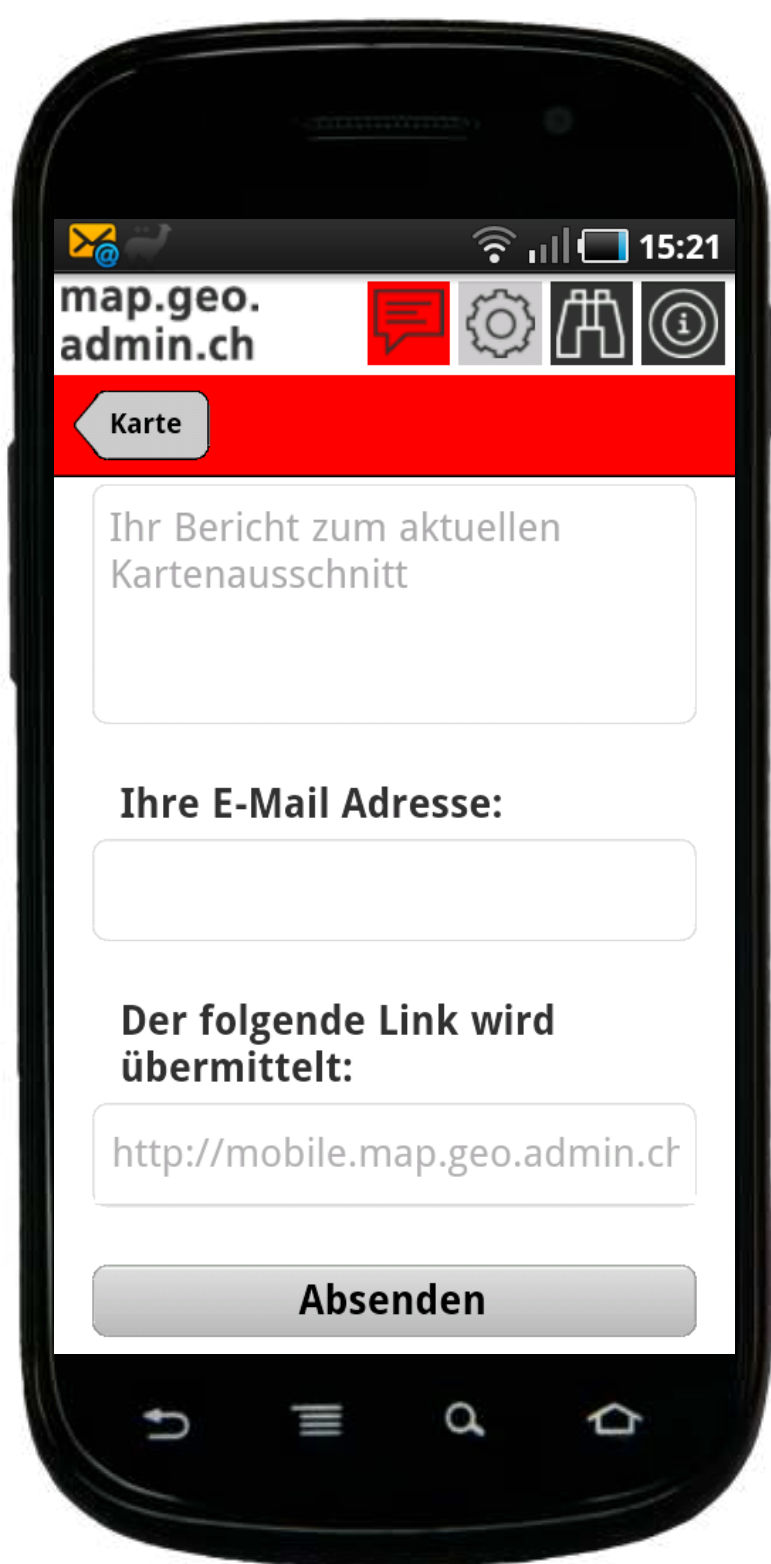 15:21
map.geo.
admin.ch
Karte
Ihr Bericht zum aktuellen
Kartenausschnitt
Ihre E-Mail Adresse:
Der folgende Link wird
übermittelt:
http://mobile.map.geo.admin.ch
Absenden